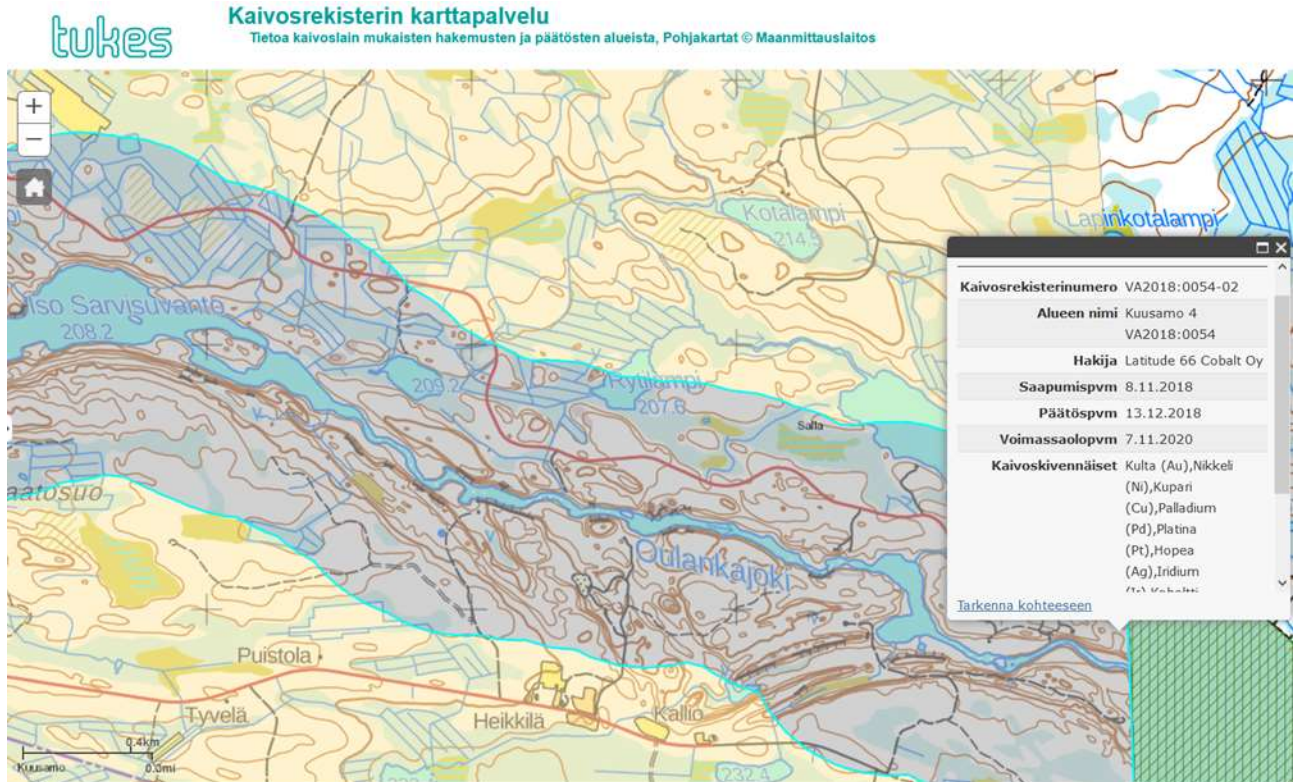 tukes
Kaivosrekisterin karttapalvelu
Tietoa kaivoslain mukaisten hakemusten ja päätösten alueista, Pohjakartat © Maanmittauslaitos
+
−
Kotalampi
214.5
Lapinkotalampi
Iso Sarvisuvanto
208.2
209.2
Rytilampi
207.6
Salta
aatosuo
Oulankajoki
V
V
Puistola
Tyvelä
Heikkilä
Kallio
232.4
0.4km
Kuusamo
0.3mi
Kaivosrekisterinumero VA2018:0054-02
Alueen nimi Kuusamo 4
VA2018:0054
Hakija Latitude 66 Cobalt Oy
Saapumispvm 8.11.2018
Päätöspvm 13.12.2018
Voimassaolopvm 7.11.2020
Kaivoskivennäiset Kulta (Au),Nikkeli
(Ni),Kupari
(Cu),Palladium
(Pd),Platina
(Pt),Hopea
(Ag),Iridium
Tarkenna kohteeseen